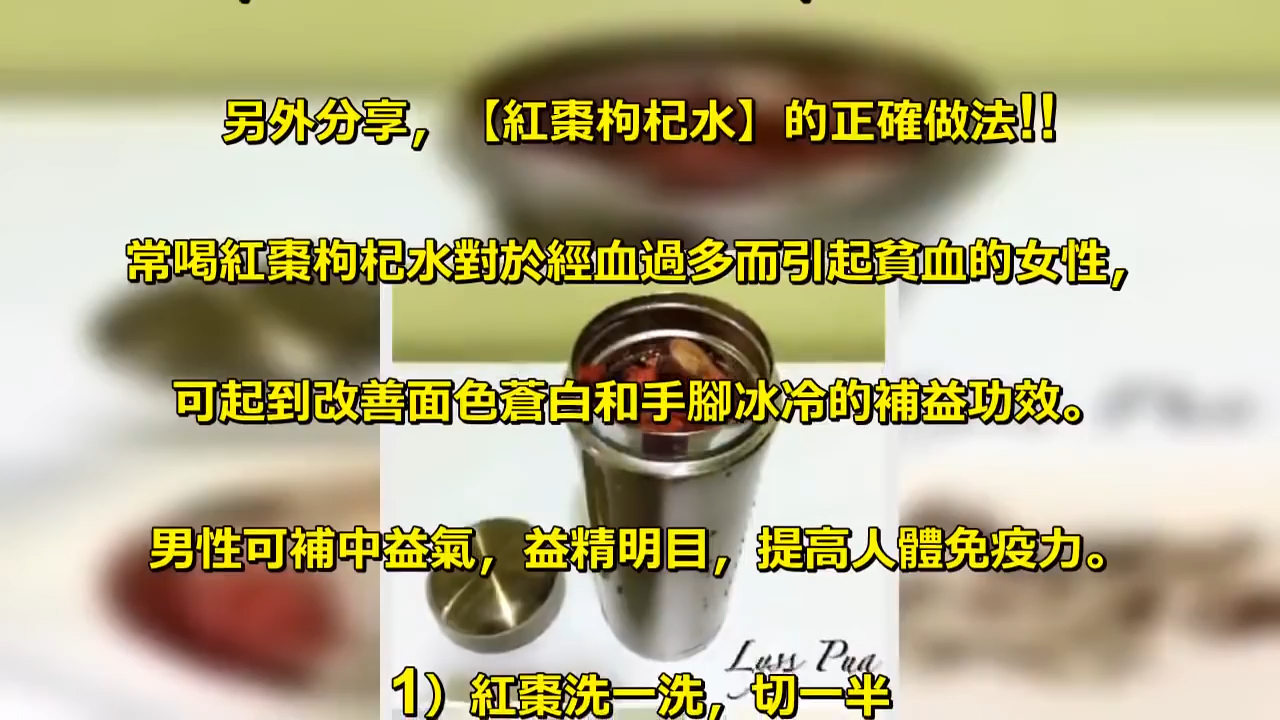 另外分享，【紅棗枸杞水】的正確做法!!
常喝紅棗枸杞水對於經血過多而引起貧血的女性，
可起到改善面色蒼白和手腳冰冷的補益功效。
男性可補中益氣，益精明目，提高人體免疫力。
Luss Pua
1）紅棗洗一洗，切一半